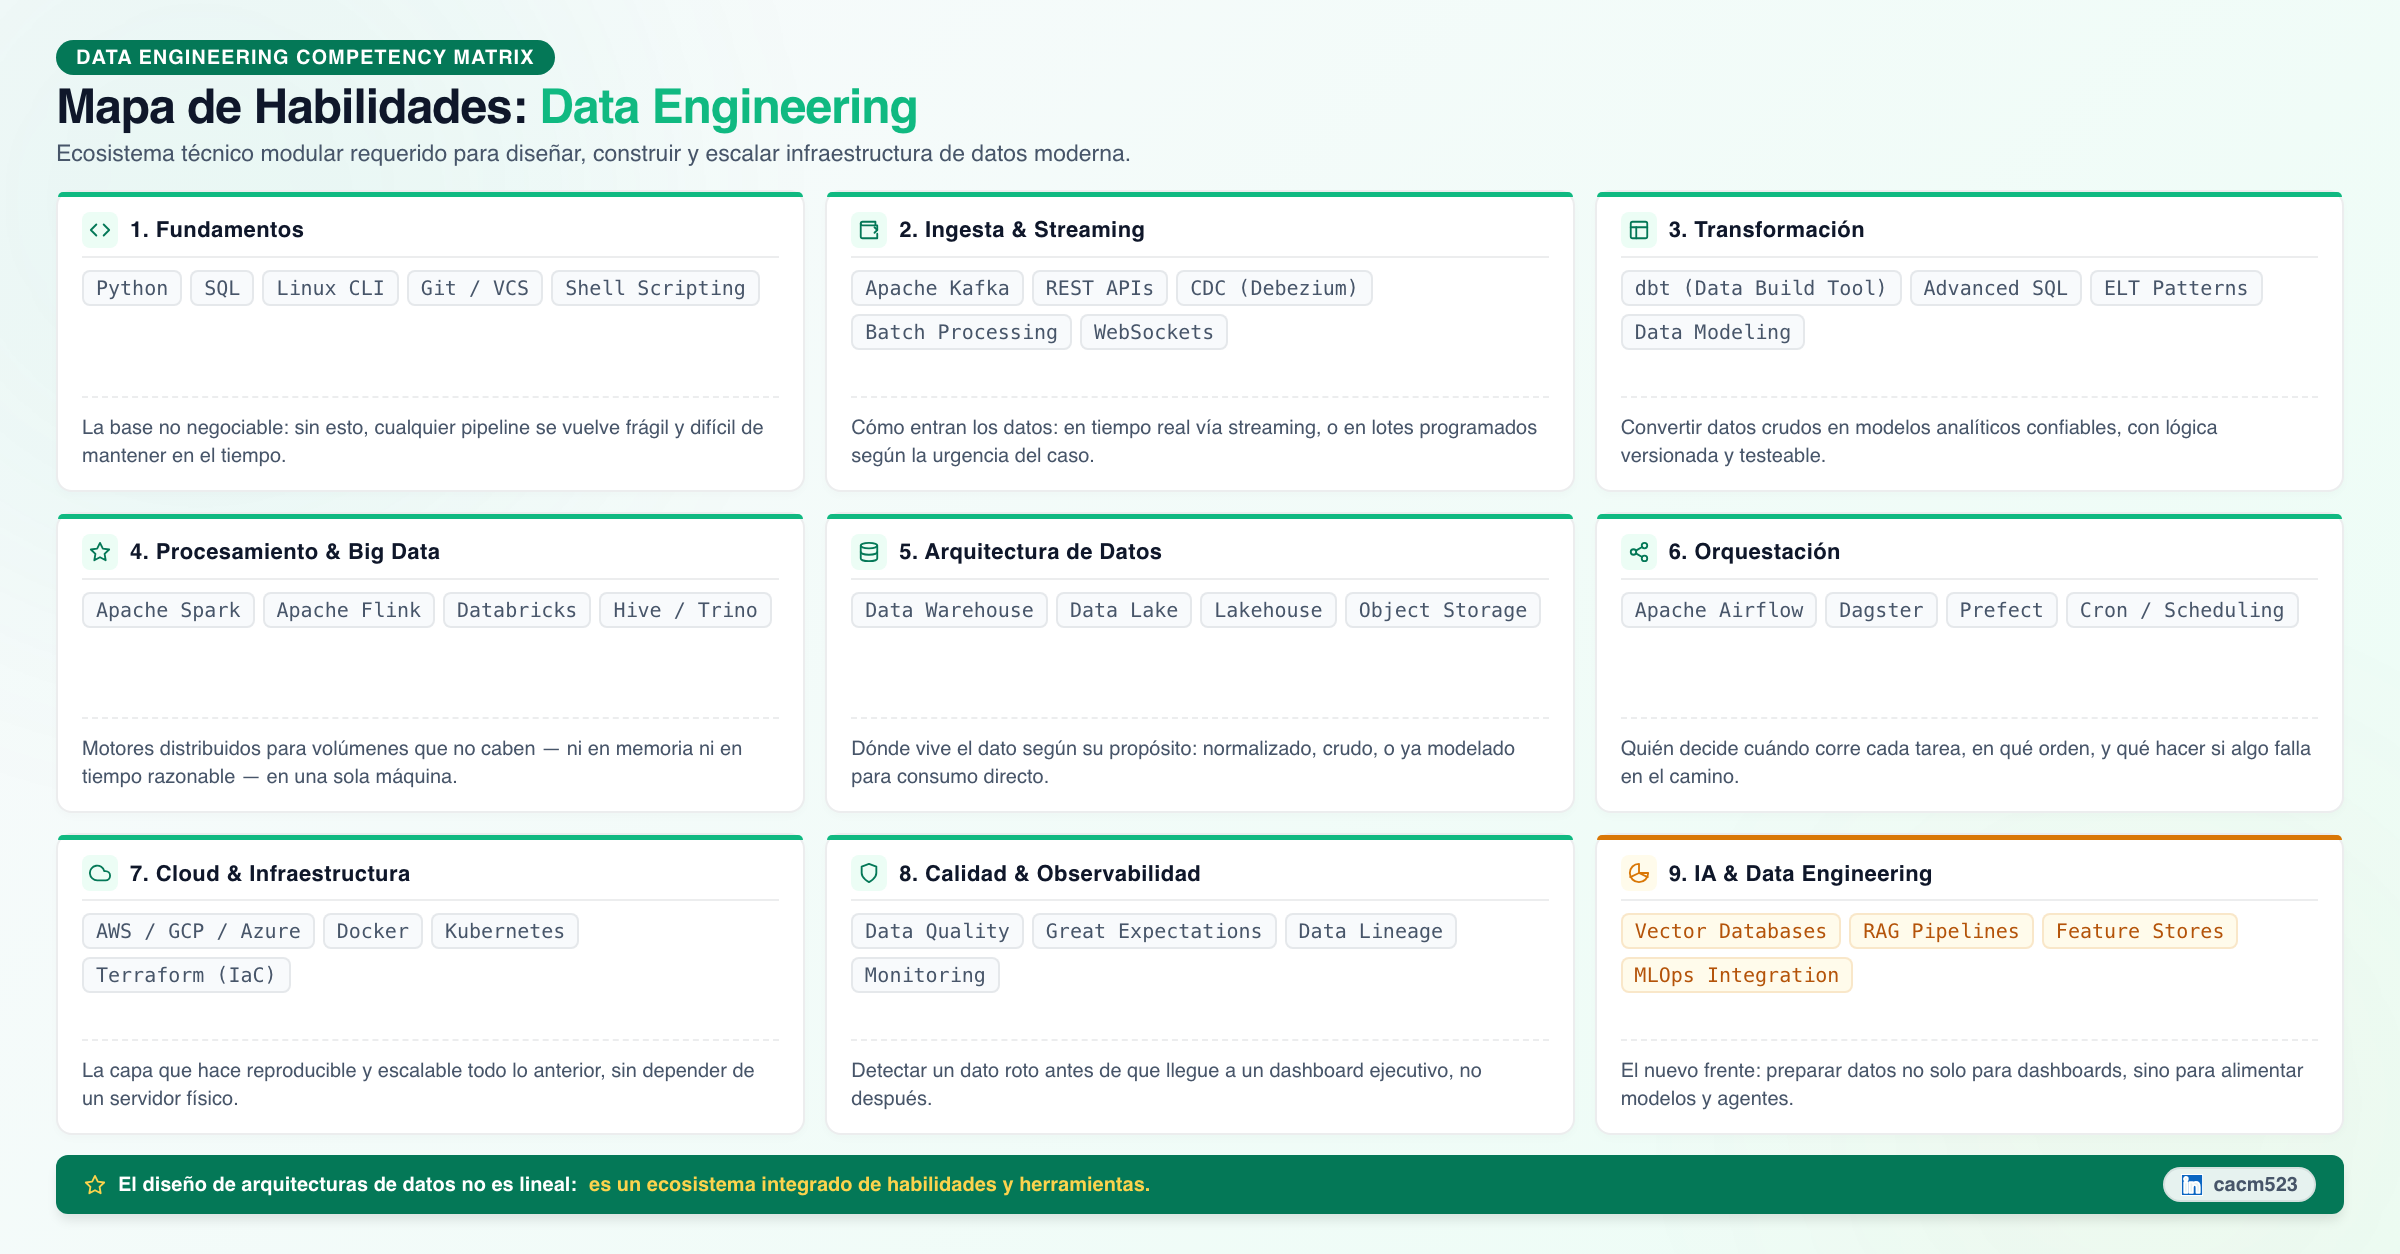 DATA ENGINEERING COMPETENCY MATRIX
Mapa de Habilidades: Data Engineering
Ecosistema técnico modular requerido para diseñar, construir y escalar infraestructura de datos moderna.
1. Fundamentos
Python SQL Linux CLI Git / VCS Shell Scripting
La base no negociable: sin esto, cualquier pipeline se vuelve frágil y difícil de
mantener en el tiempo.
2. Ingesta & Streaming
Apache Kafka REST APIs CDC (Debezium)
Batch Processing WebSockets
Cómo entran los datos: en tiempo real vía streaming, o en lotes programados
según la urgencia del caso.
3. Transformación
dbt (Data Build Tool) Advanced SQL ELT Patterns
Data Modeling
Convertir datos crudos en modelos analíticos confiables, con lógica
versionada y testeable.
4. Procesamiento & Big Data
Apache Spark Apache Flink Databricks Hive / Trino
Motores distribuidos para volúmenes que no caben — ni en memoria ni en
tiempo razonable — en una sola máquina.
5. Arquitectura de Datos
Data Warehouse Data Lake Lakehouse Object Storage
Dónde vive el dato según su propósito: normalizado, crudo, o ya modelado
para consumo directo.
6. Orquestación
Apache Airflow Dagster Prefect Cron / Scheduling
Quién decide cuándo corre cada tarea, en qué orden, y qué hacer si algo falla
en el camino.
7. Cloud & Infraestructura
AWS / GCP / Azure Docker Kubernetes
Terraform (IaC)
La capa que hace reproducible y escalable todo lo anterior, sin depender de
un servidor físico.
8. Calidad & Observabilidad
Data Quality Great Expectations Data Lineage
Monitoring
Detectar un dato roto antes de que llegue a un dashboard ejecutivo, no
después.
9. IA & Data Engineering
Vector Databases RAG Pipelines Feature Stores
MLOps Integration
El nuevo frente: preparar datos no solo para dashboards, sino para alimentar
modelos y agentes.
El diseño de arquitecturas de datos no es lineal: es un ecosistema integrado de habilidades y herramientas.
in cacm523